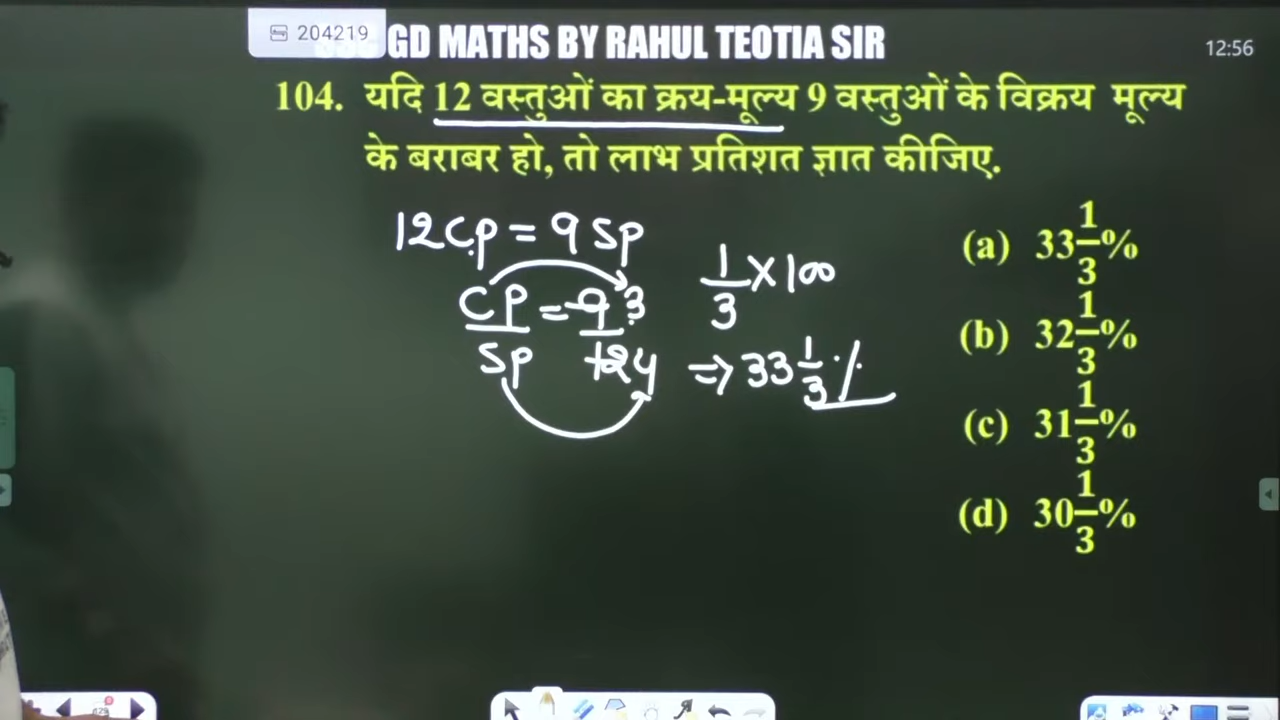 204219
GD MATHS BY RAHUL TEOTIA SIR
12:56
104. यदि 12 वस्तुओं का क्रय-मूल्य 9 वस्तुओं के विक्रय मूल्य
के बराबर हो, तो लाभ प्रतिशत ज्ञात कीजिए.
12CP = 9 SP
CP/SP = 9 3/12 4
1/3 × 100
⇒ 33 1/3 %
(a) 33 1/3 %
(b) 32 1/3 %
(c) 31 1/3 %
(d) 30 1/3 %